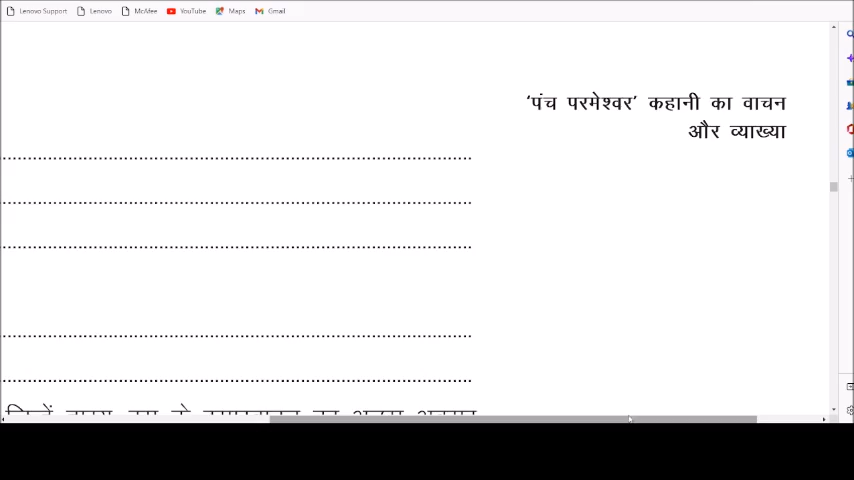 Lenovo Support Lenovo McAfee YouTube Maps Gmail
‘पंच परमेश्वर’ कहानी का वाचन
और व्याख्या